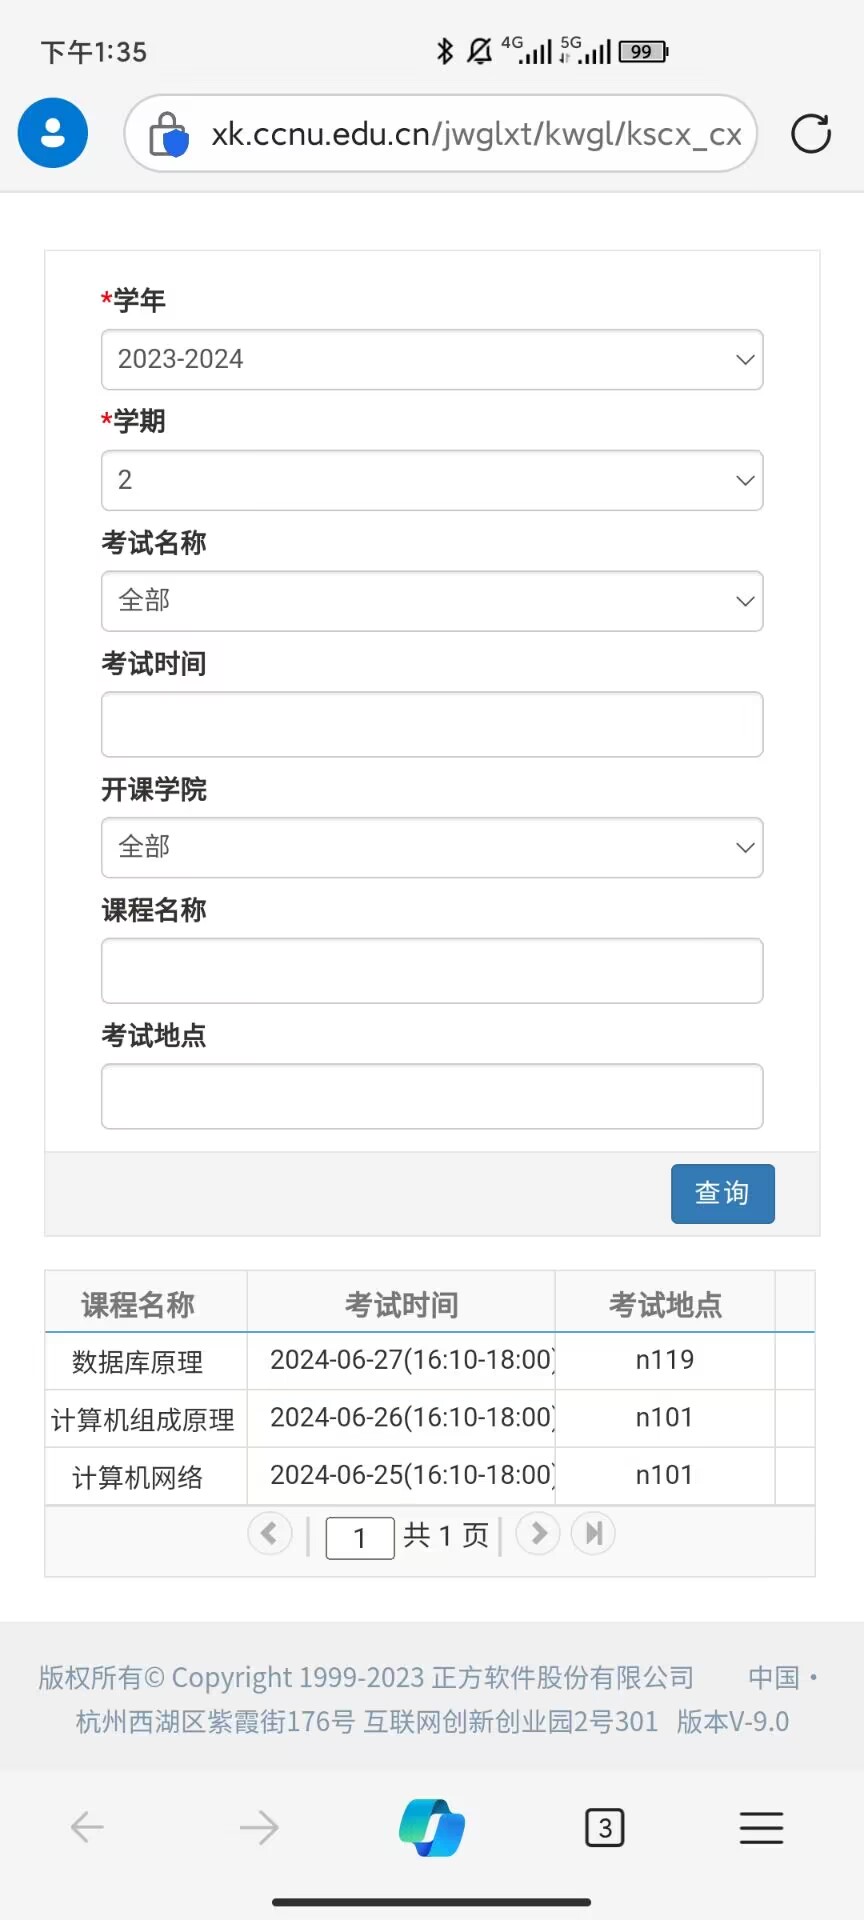 下午1:35
4G 5G 99
xk.ccnu.edu.cn/jwglxt/kwgl/kscx_cx
*学年
2023-2024
*学期
2
考试名称
全部
考试时间
开课学院
全部
课程名称
考试地点
查询
课程名称 考试时间 考试地点
数据库原理 2024-06-27(16:10-18:00) n119
计算机组成原理 2024-06-26(16:10-18:00) n101
计算机网络 2024-06-25(16:10-18:00) n101
1 共 1 页
版权所有© Copyright 1999-2023 正方软件股份有限公司 中国·
杭州西湖区紫霞街176号 互联网创新创业园2号301 版本V-9.0
3